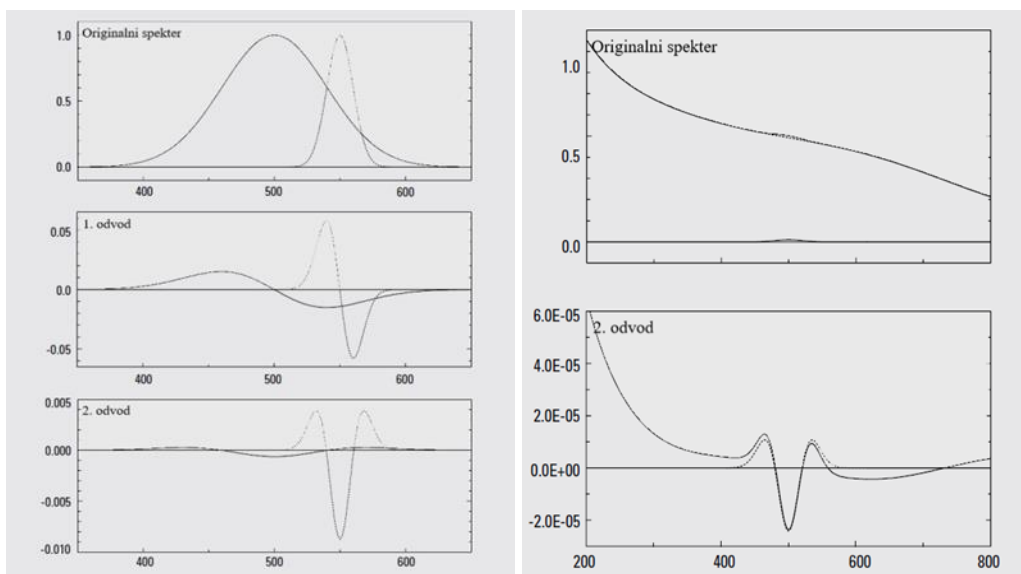 Originalni spekter
1.0
0.5
0.0
400 500 600
1. odvod
0.05
0.0
-0.05
400 500 600
2. odvod
0.005
0.000
-0.005
-0.010
400 500 600
Originalni spekter
1.0
0.5
0.0
2. odvod
6.0E-05
4.0E-05
2.0E-05
0.0E+00
-2.0E-05
200 400 600 800